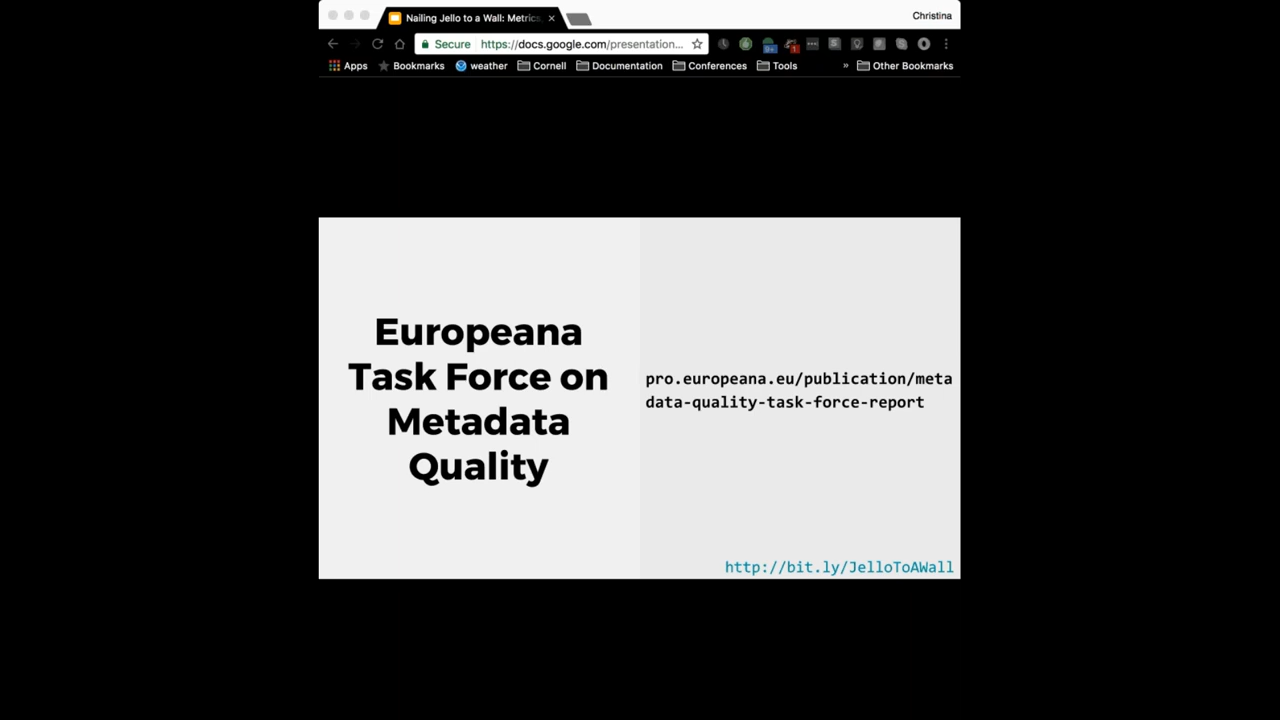 Nailing Jello to a Wall: Metrics,
Christina
Secure https://docs.google.com/presentation...
Apps Bookmarks weather Cornell Documentation Conferences Tools » Other Bookmarks
Europeana
Task Force on
Metadata
Quality
pro.europeana.eu/publication/meta
data-quality-task-force-report
http://bit.ly/JelloToAWall